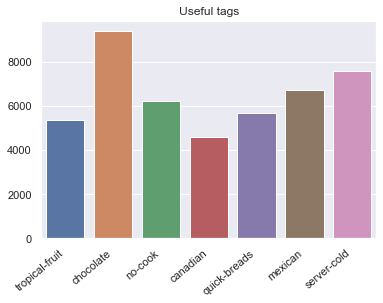 Useful tags
8000
6000
4000
2000
0
tropical-fruit
chocolate
no-cook
canadian
quick-breads
mexican
server-cold